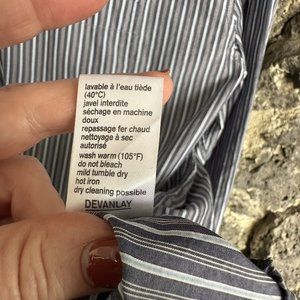 lavable à l'eau tiède
(40°C)
javel interdite
séchage en machine
doux
repassage fer chaud
nettoyage à sec
autorisé
wash warm (105°F)
do not bleach
mild tumble dry
hot iron
dry cleaning possible
DEVANLAY